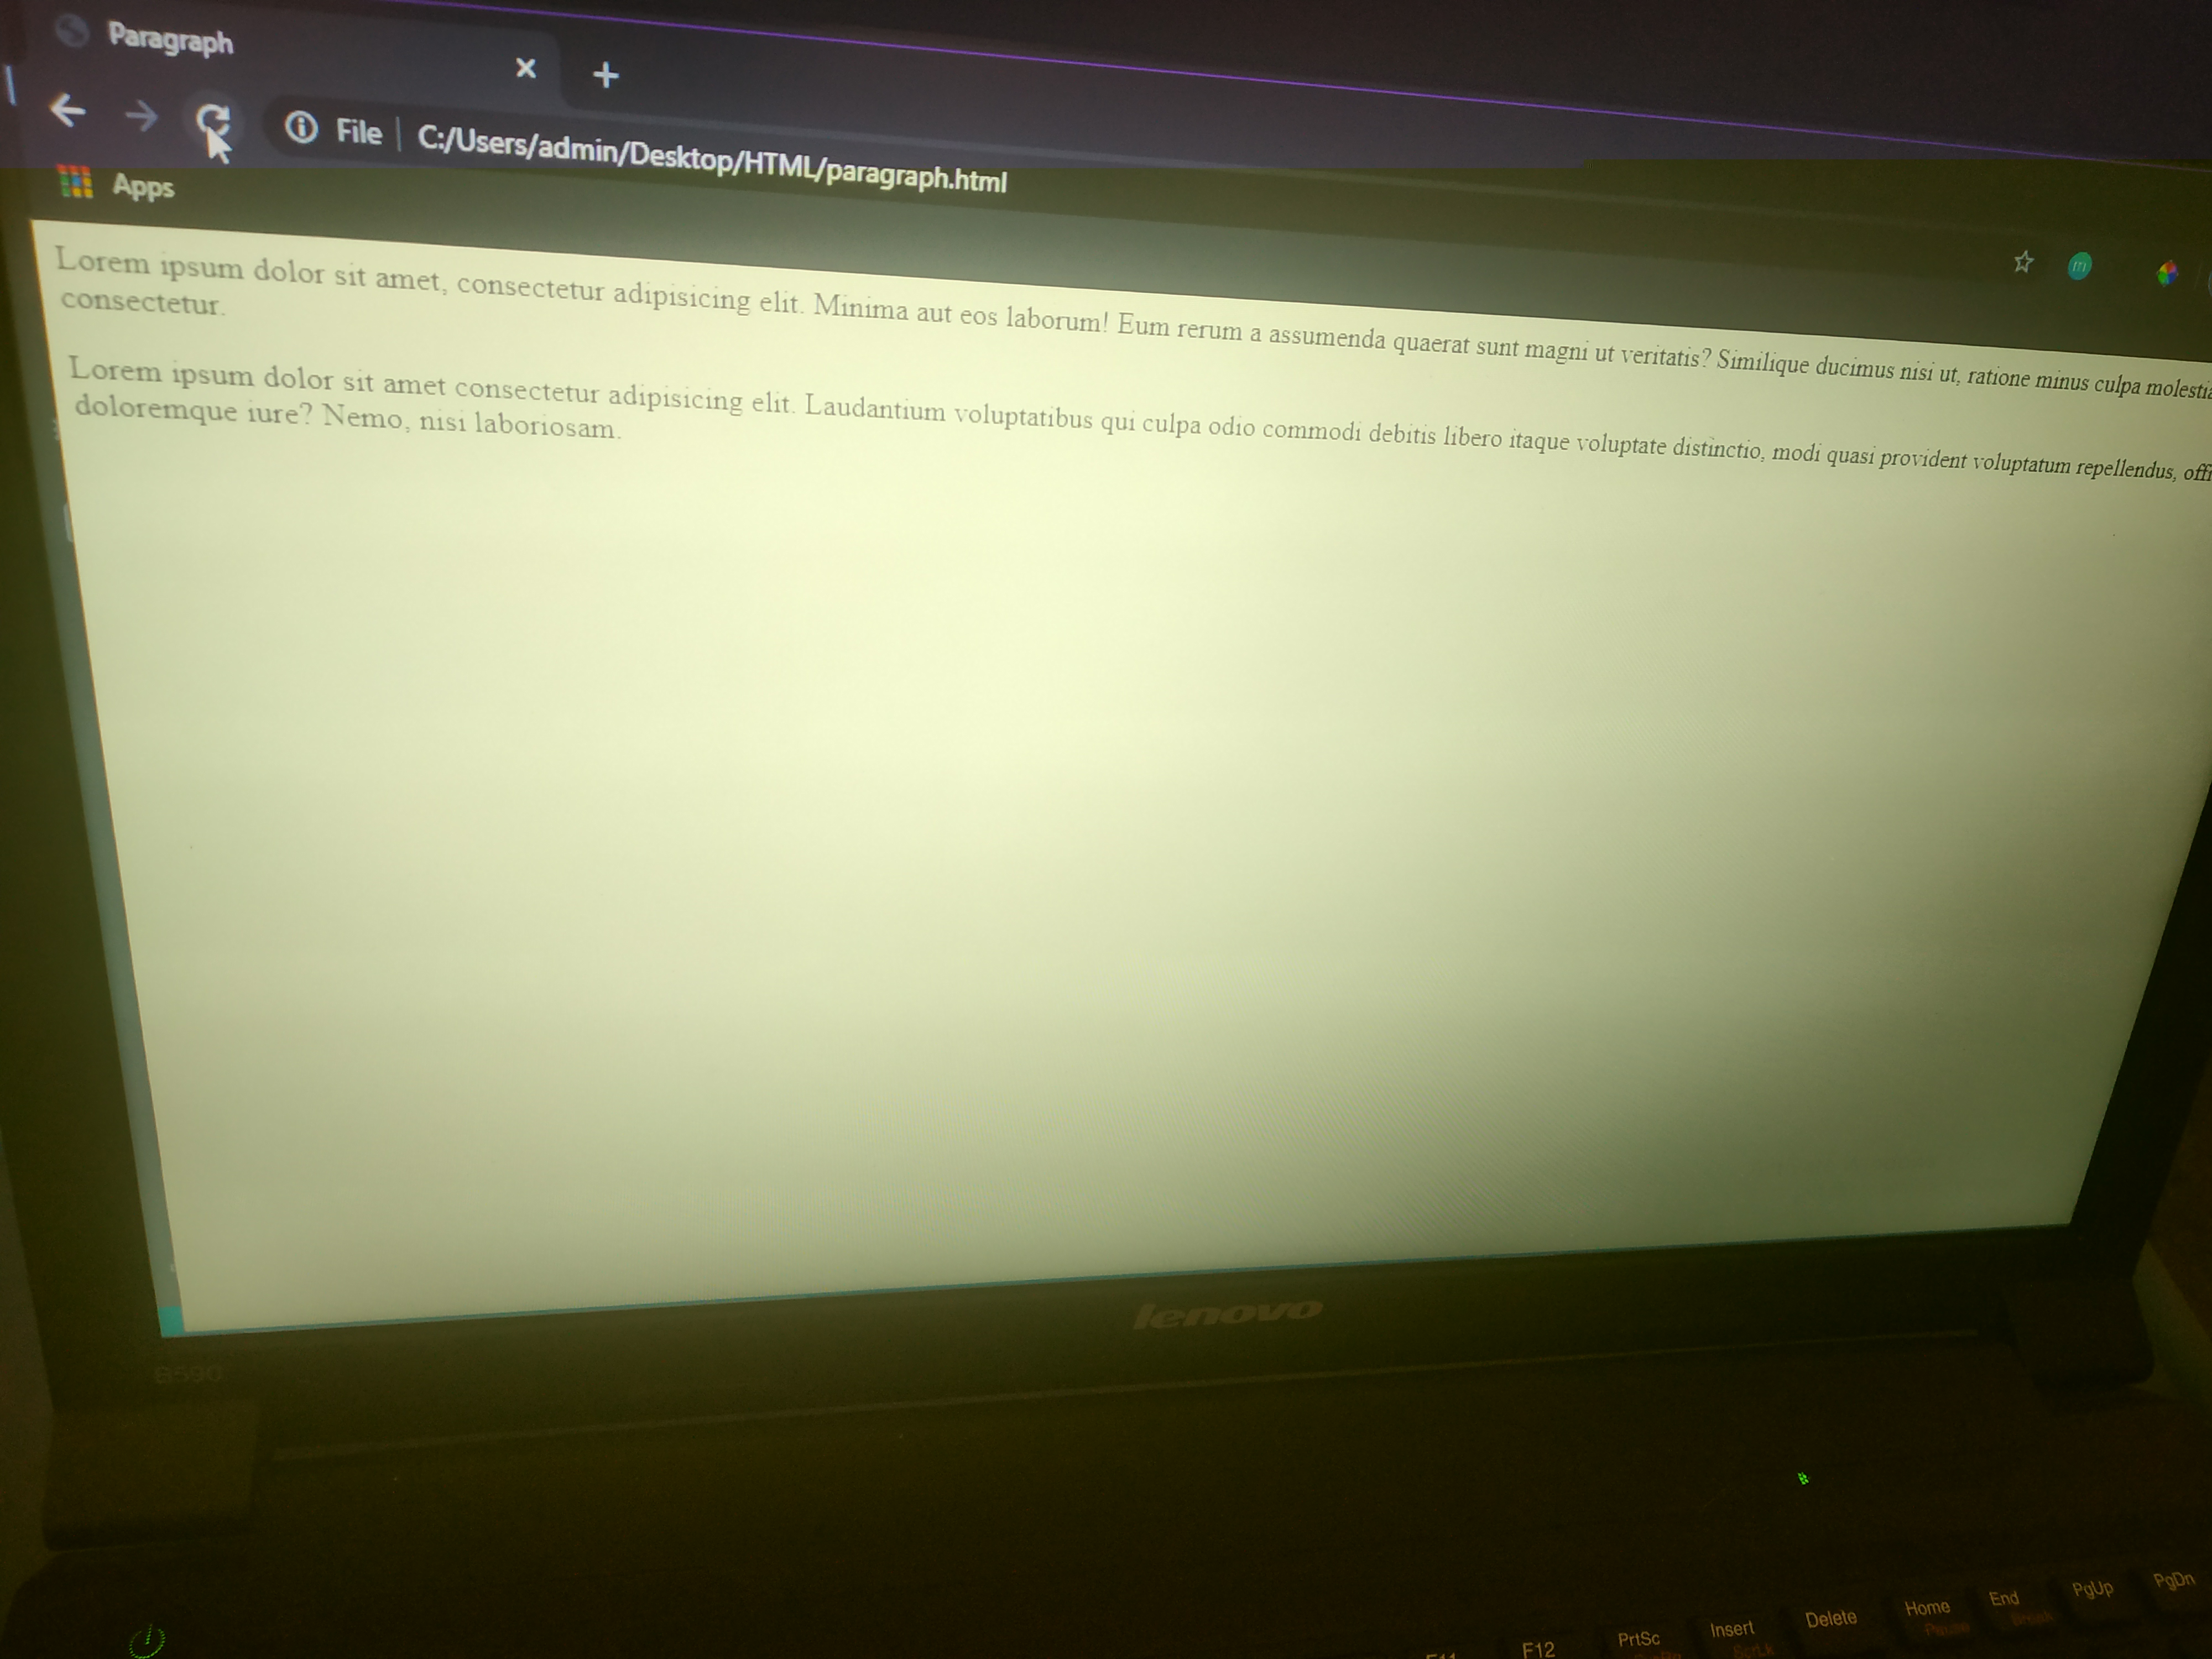 Paragraph
File
C:/Users/admin/Desktop/HTML/paragraph.html
Apps
Lorem ipsum dolor sit amet, consectetur adipisicing elit. Minima aut eos laborum! Eum rerum a assumenda quaerat sunt magni ut veritatis? Similique ducimus nisi ut, ratione minus culpa
consectetur.
Lorem ipsum dolor sit amet consectetur adipisicing elit. Laudantium voluptatibus qui culpa odio commodi debitis libero itaque voluptate distinctio, modi quasi provident voluptatum repellendus,
doloremque iure? Nemo, nisi laboriosam.
lenovo
F12
PrtSc
Insert
Delete
Home
Pause
End
Break
PgUp
PgDn